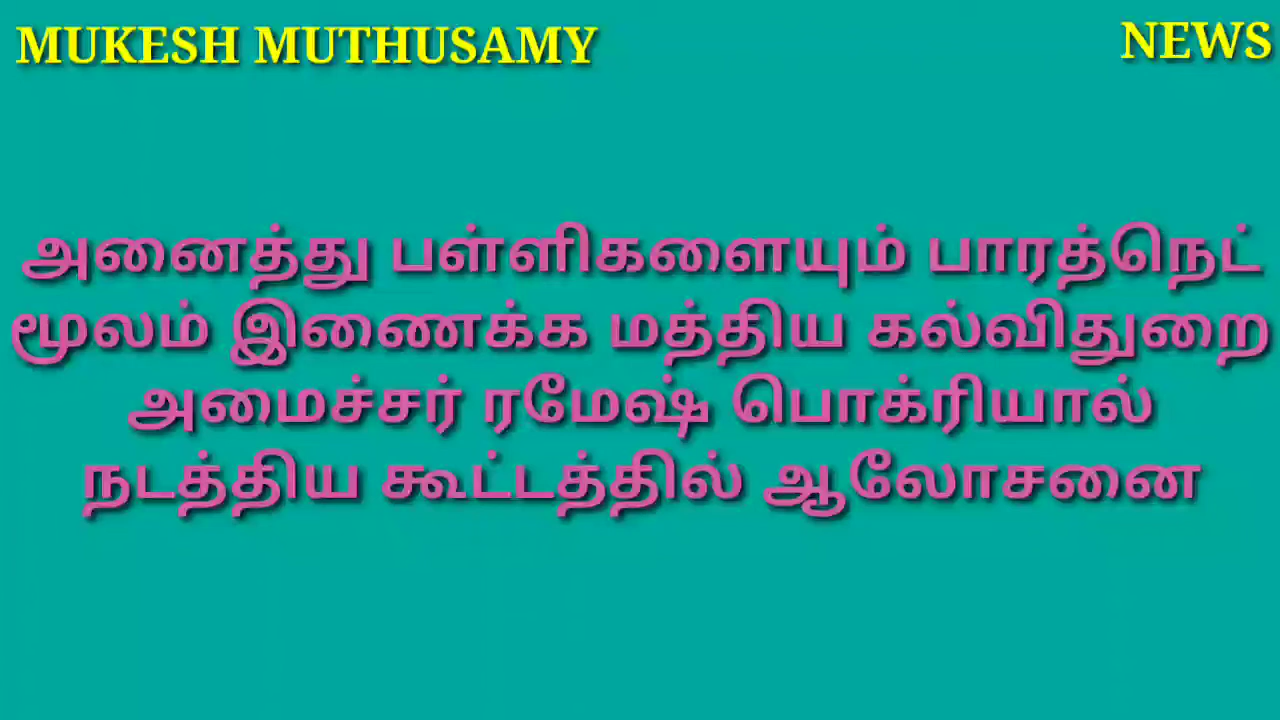 MUKESH MUTHUSAMY
NEWS
அனைத்து பள்ளிகளையும் பாரத்நெட்
மூலம் இணைக்க மத்திய கல்விதுறை
அமைச்சர் ரமேஷ் பொக்ரியால்
நடத்திய கூட்டத்தில் ஆலோசனை